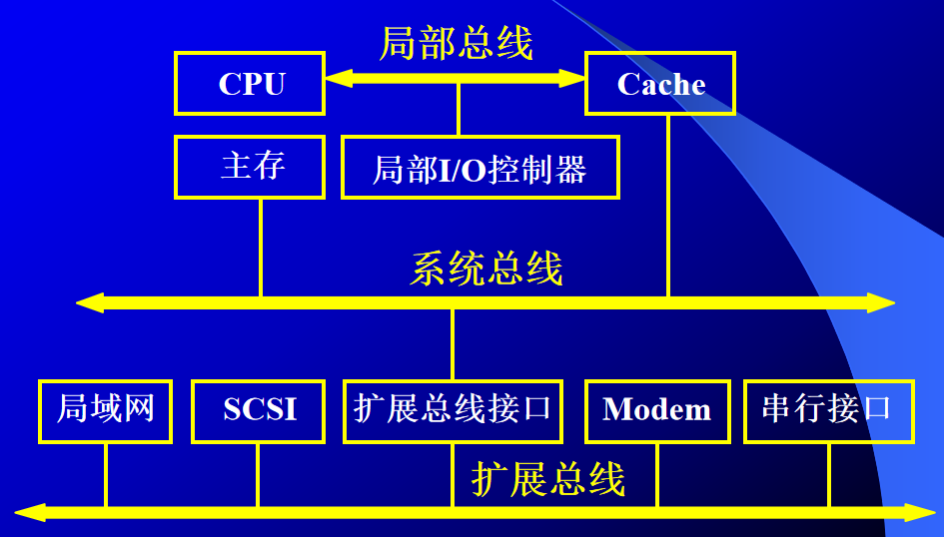 局部总线
CPU
Cache
主存
局部I/O控制器
系统总线
局域网
SCSI
扩展总线接口
Modem
串行接口
扩展总线